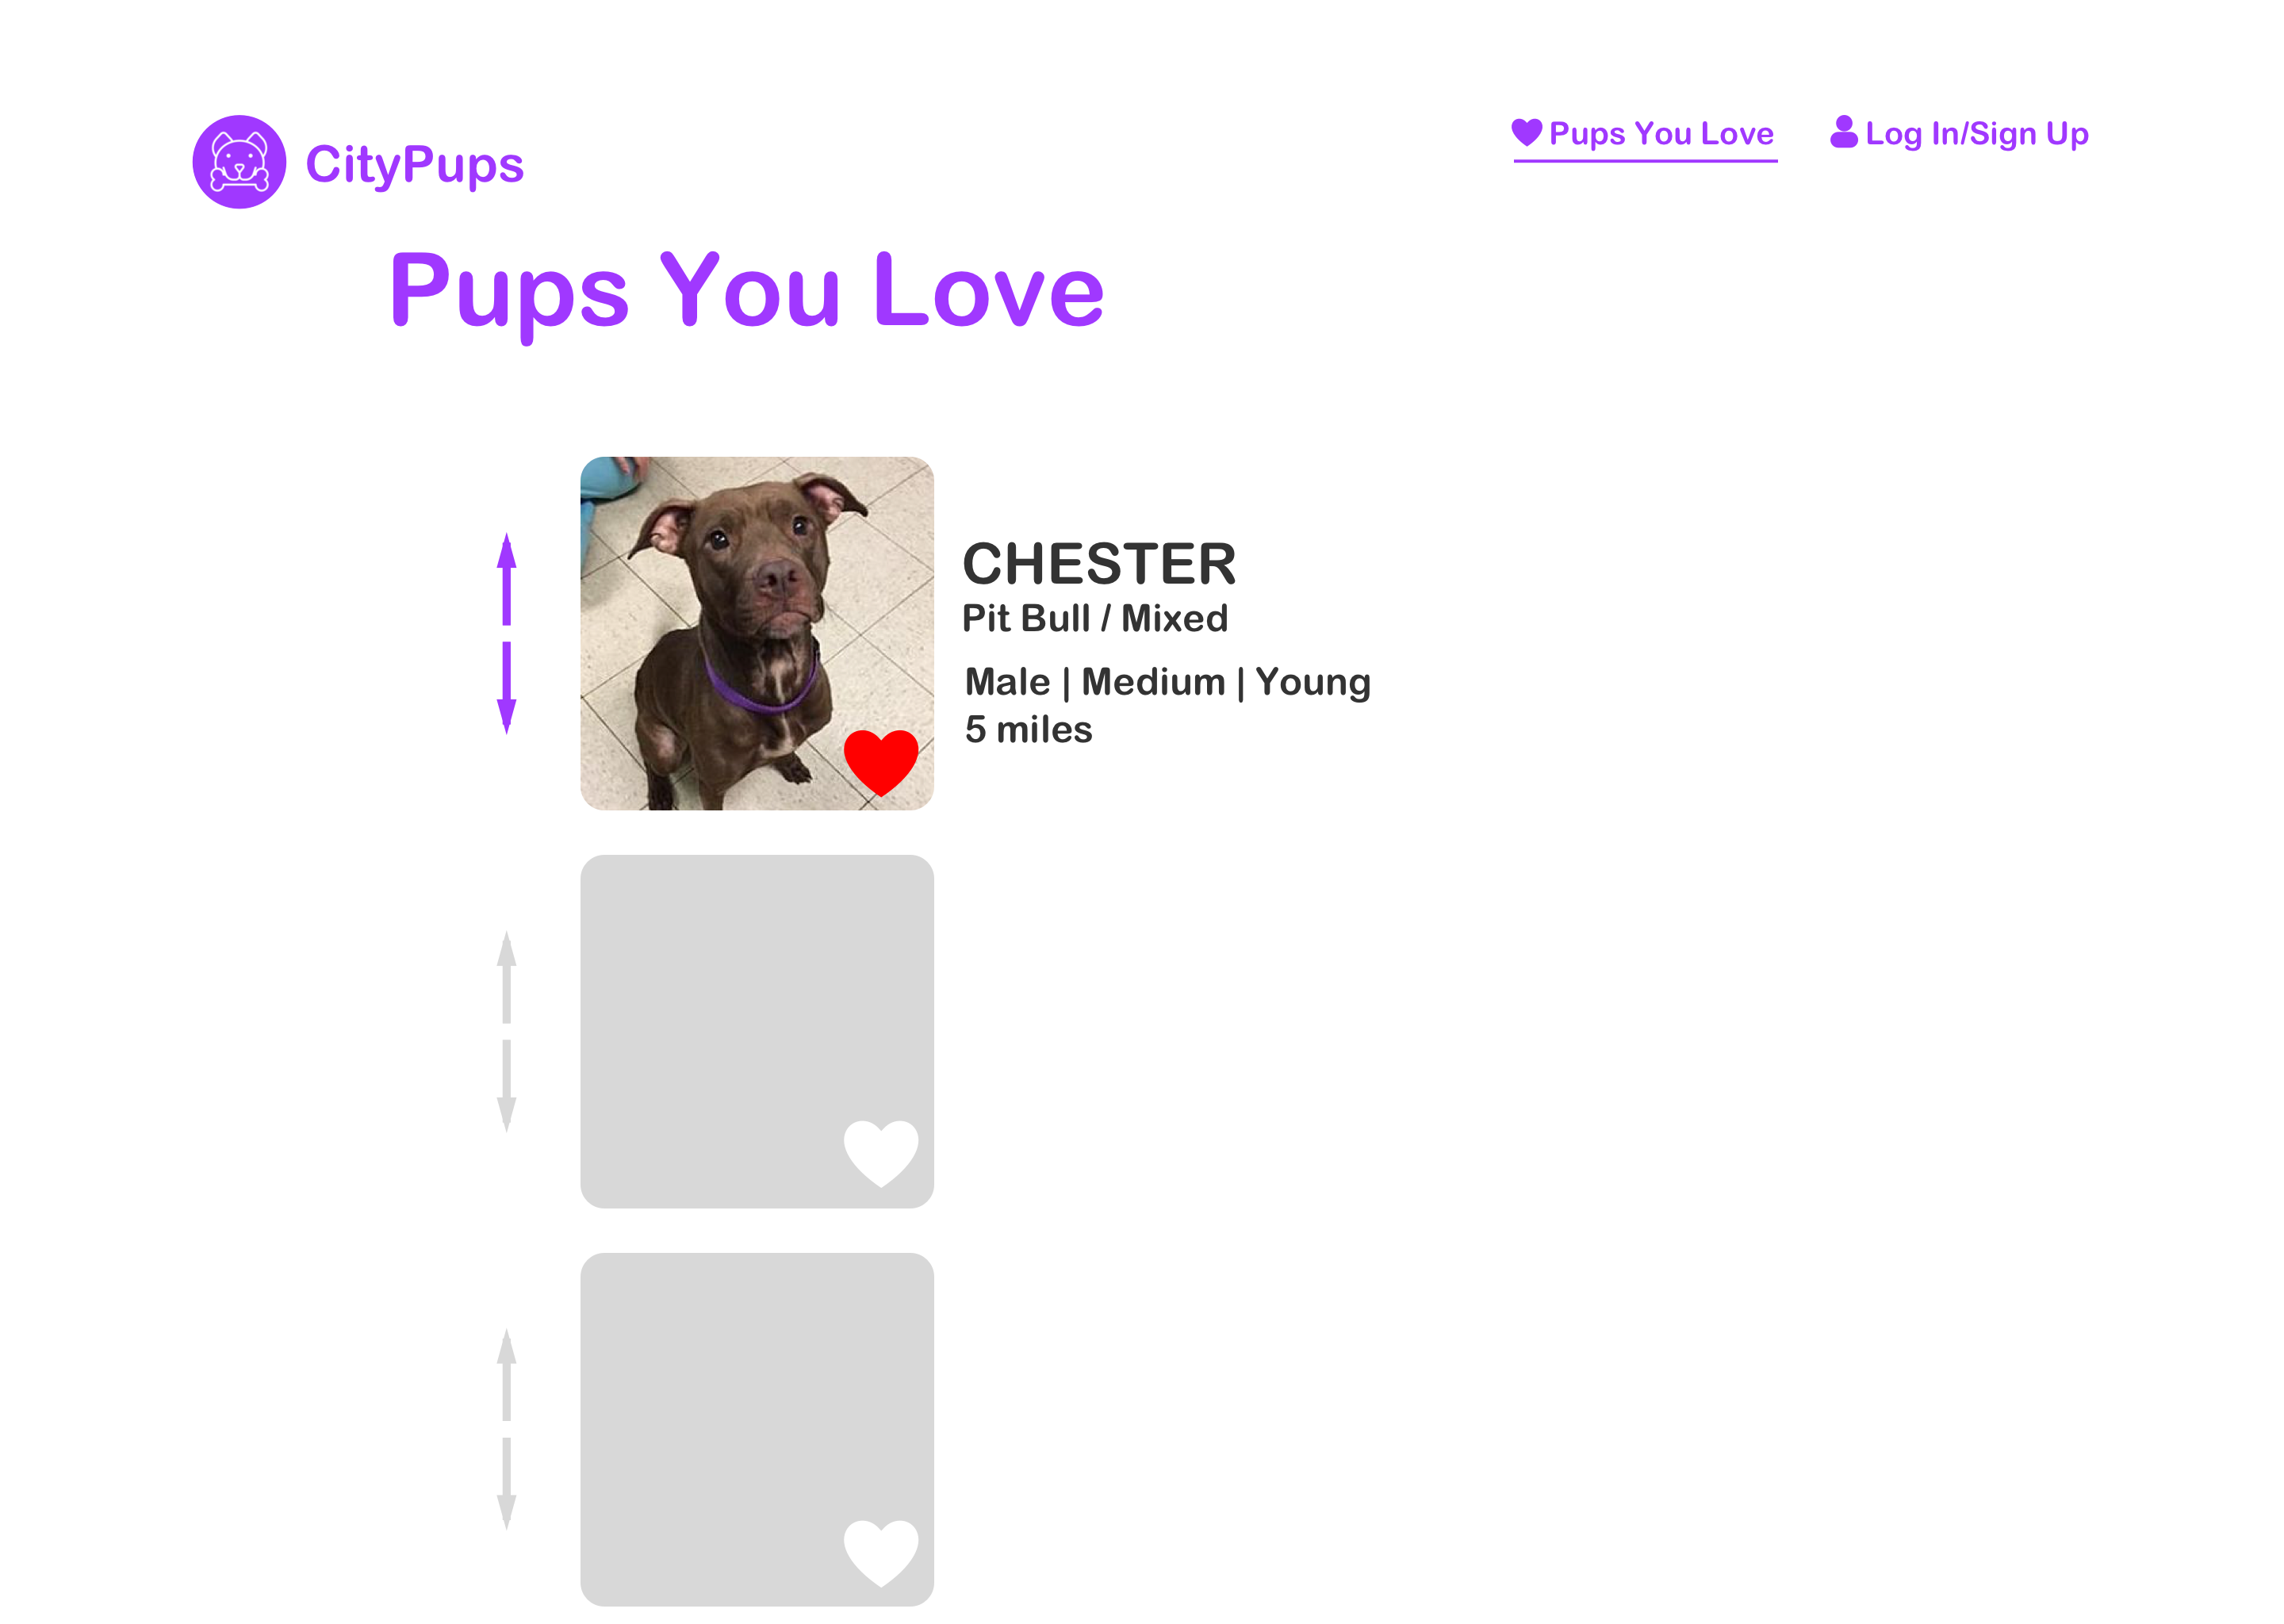 CityPups
Pups You Love
Log In/Sign Up
Pups You Love
CHESTER
Pit Bull / Mixed
Male | Medium | Young
5 miles